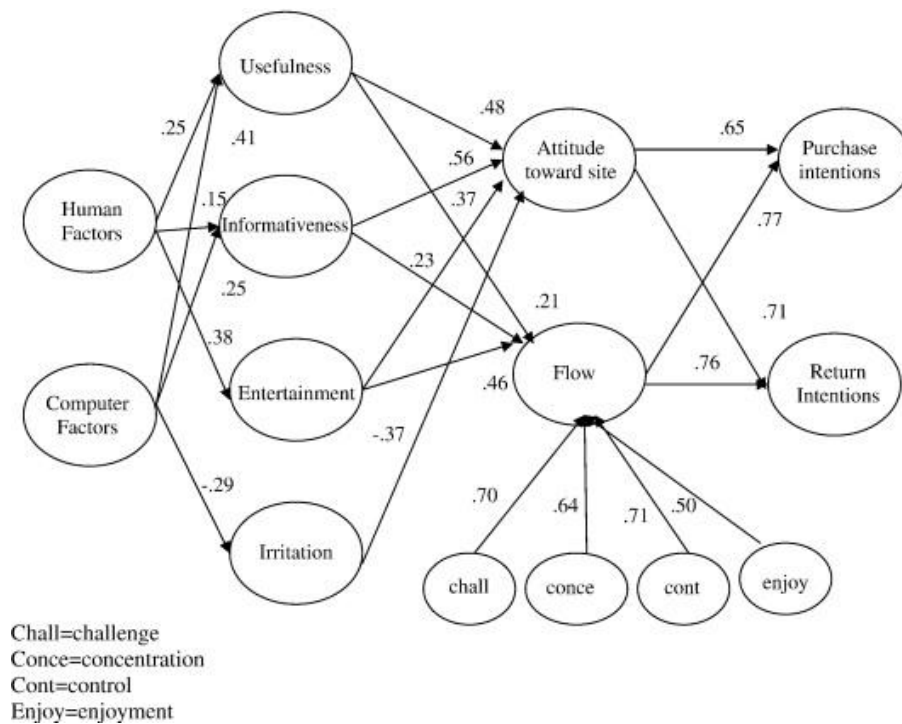 Usefulness
.25
.41
.48
Attitude
toward site
.65
Purchase
intentions
.56
.15
.37
Human
Factors
Informativeness
.77
.23
.25
.21
.38
Flow
.71
.76
Return
Intentions
Computer
Factors
Entertainment
.46
-.37
-.29
.70
.64
.71
.50
Irritation
chall
conce
cont
enjoy
Chall=challenge
Conce=concentration
Cont=control
Enjoy=enjoyment